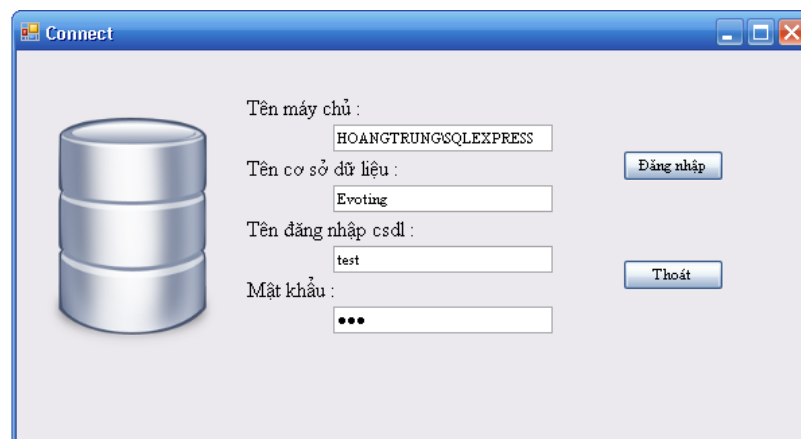 Connect
Tên máy chủ :
HOANGTRUNG\SQLEXPRESS
Đăng nhập
Tên cơ sở dữ liệu :
Evoting
Tên đăng nhập csdl :
test
Thoát
Mật khẩu :
●●●